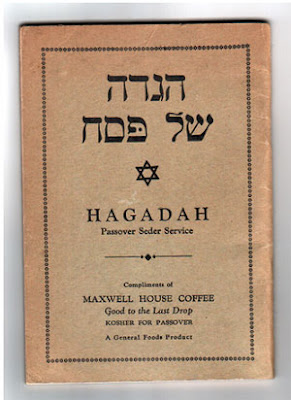 הגדה
של פסח
HAGADAH
Passover Seder Service
Compliments of
MAXWELL HOUSE COFFEE
Good to the Last Drop
KOSHER FOR PASSOVER
A General Foods Product